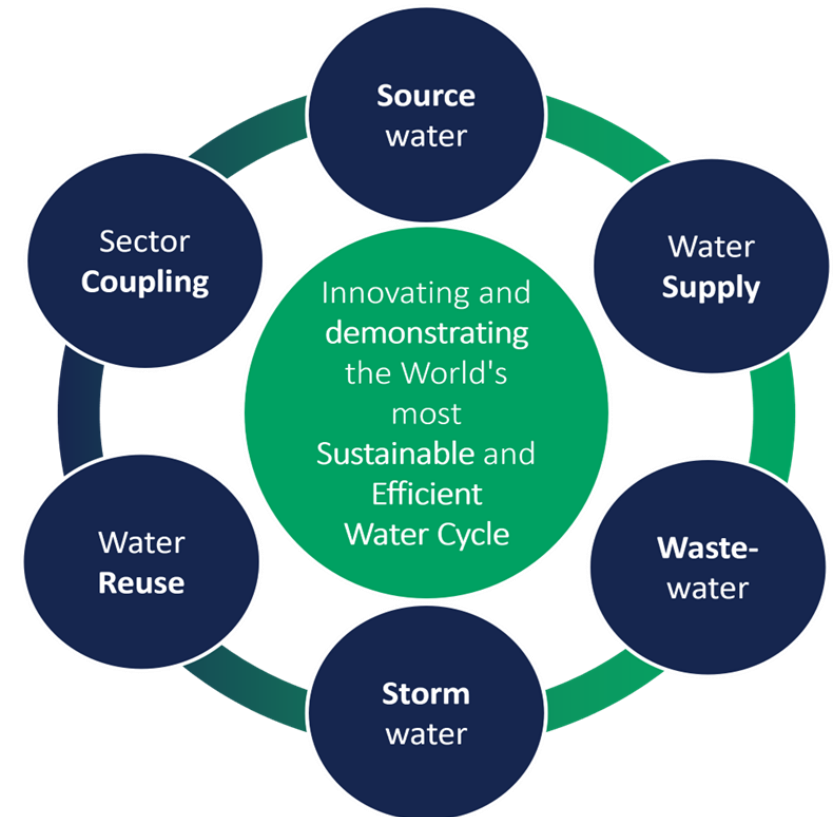 Source
water
Water
Supply
Waste-
water
Storm
water
Water
Reuse
Sector
Coupling
Innovating and
demonstrating
the World's
most
Sustainable and
Efficient
Water Cycle